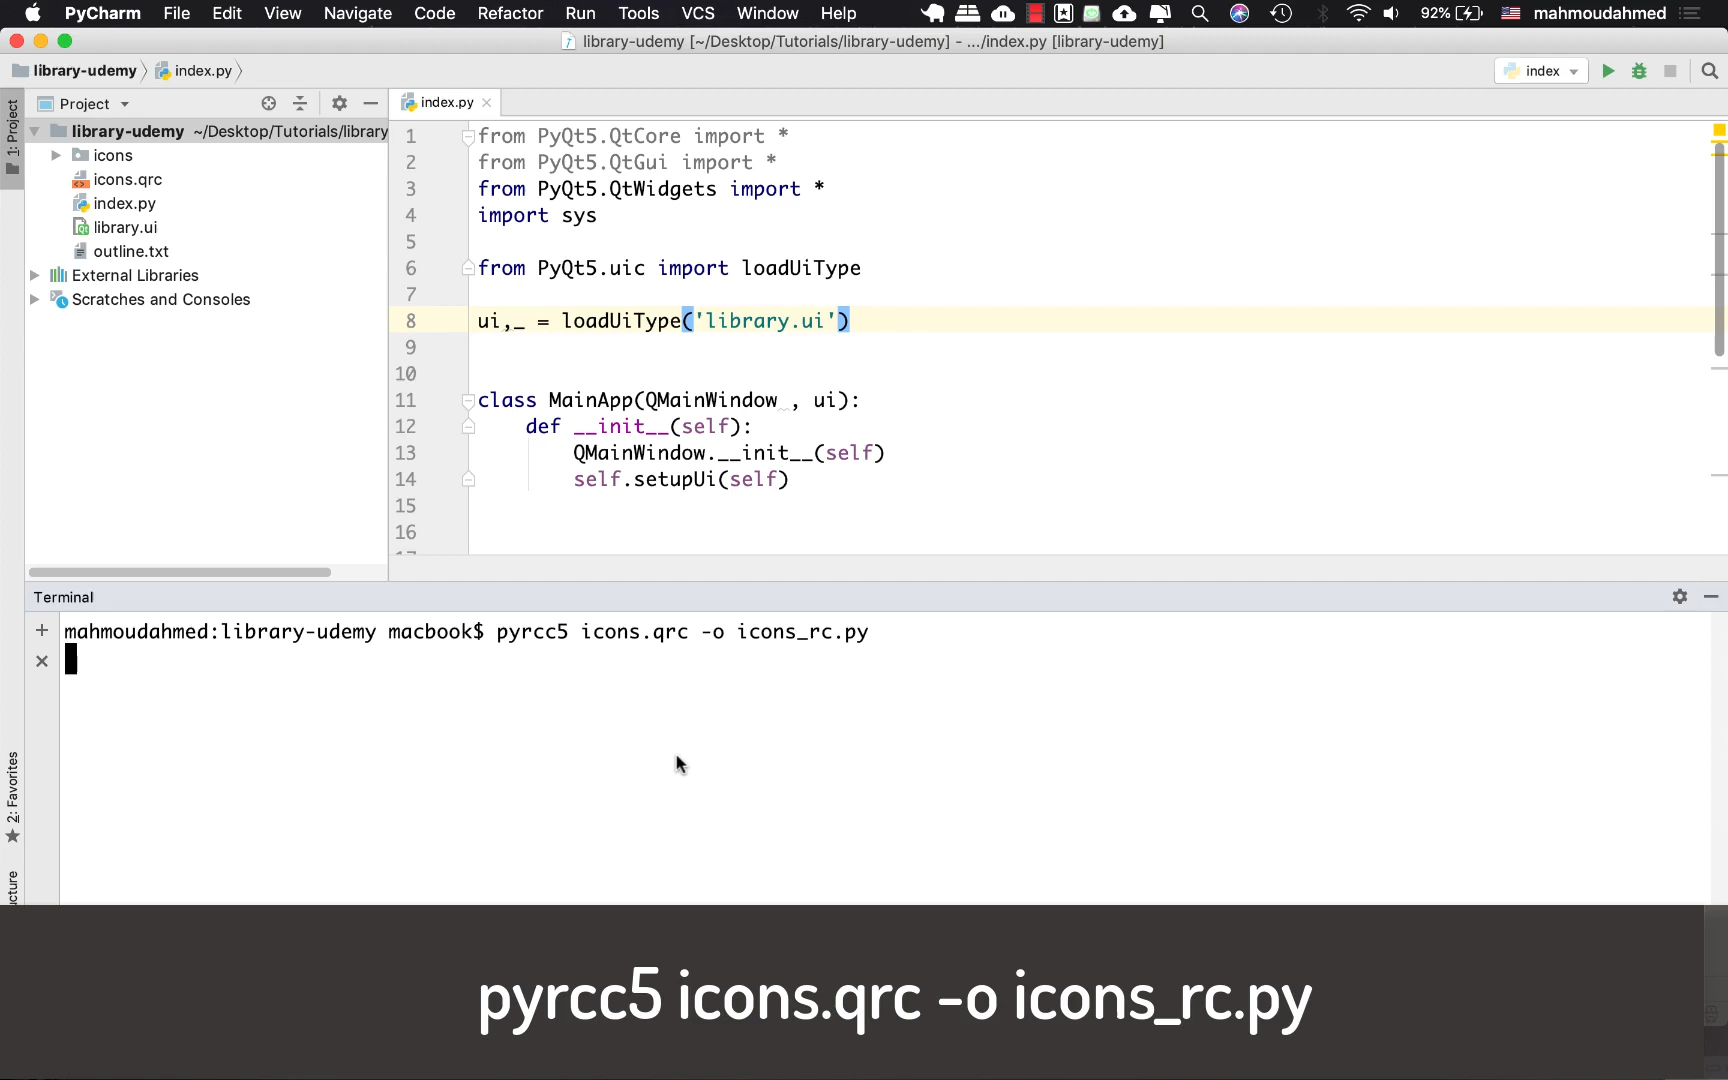 PyCharm File Edit View Navigate Code Refactor Run Tools VCS Window Help 92% mahmoudahmed
library-udemy [~/Desktop/Tutorials/library-udemy] - .../index.py [library-udemy]
library-udemy index.py index
1: Project
Project
index.py
library-udemy ~/Desktop/Tutorials/library
icons
icons.qrc
index.py
library.ui
outline.txt
External Libraries
Scratches and Consoles
1 from PyQt5.QtCore import *
2 from PyQt5.QtGui import *
3 from PyQt5.QtWidgets import *
4 import sys
5
6 from PyQt5.uic import loadUiType
7
8 ui,_ = loadUiType('library.ui')
9
10
11 class MainApp(QMainWindow , ui):
12 def __init__(self):
13 QMainWindow.__init__(self)
14 self.setupUi(self)
15
16
Terminal
mahmoudahmed:library-udemy macbook$ pyrcc5 icons.qrc -o icons_rc.py
2: Favorites
pyrcc5 icons.qrc -o icons_rc.py